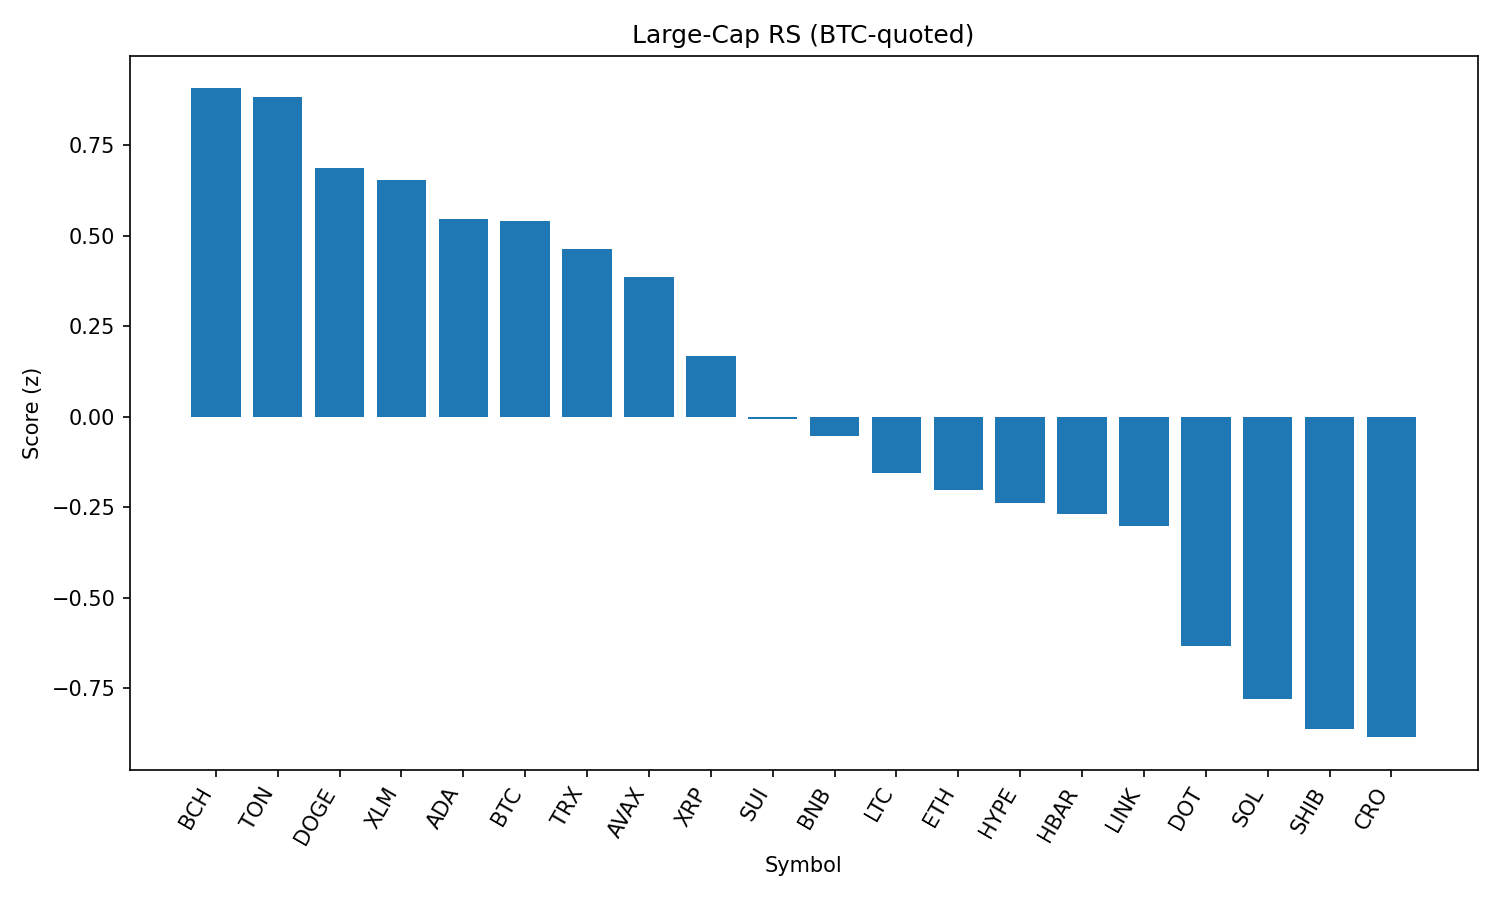 Large-Cap RS (BTC-quoted)
Score (z)
0.75
0.50
0.25
0.00
−0.25
−0.50
−0.75
BCH
TON
DOGE
XLM
ADA
BTC
TRX
AVAX
XRP
SUI
BNB
LTC
ETH
HYPE
HBAR
LINK
DOT
SOL
SHIB
CRO
Symbol